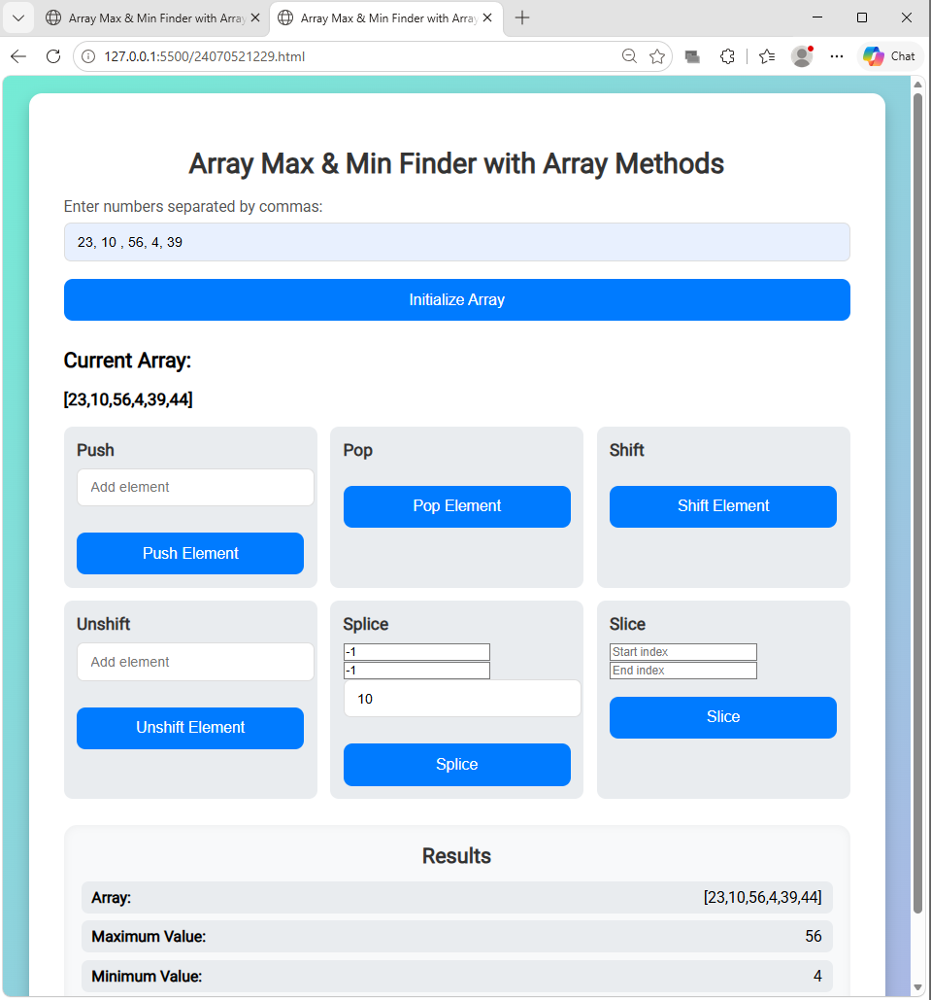 Array Max & Min Finder with Array
Array Max & Min Finder with Array
127.0.0.1:5500/24070521229.html
Chat
Array Max & Min Finder with Array Methods
Enter numbers separated by commas:
23, 10 , 56, 4, 39
Initialize Array
Current Array:
[23,10,56,4,39,44]
Push
Add element
Push Element
Pop
Pop Element
Shift
Shift Element
Unshift
Add element
Unshift Element
Splice
-1
-1
10
Splice
Slice
Start index
End index
Slice
Results
Array: [23,10,56,4,39,44]
Maximum Value: 56
Minimum Value: 4